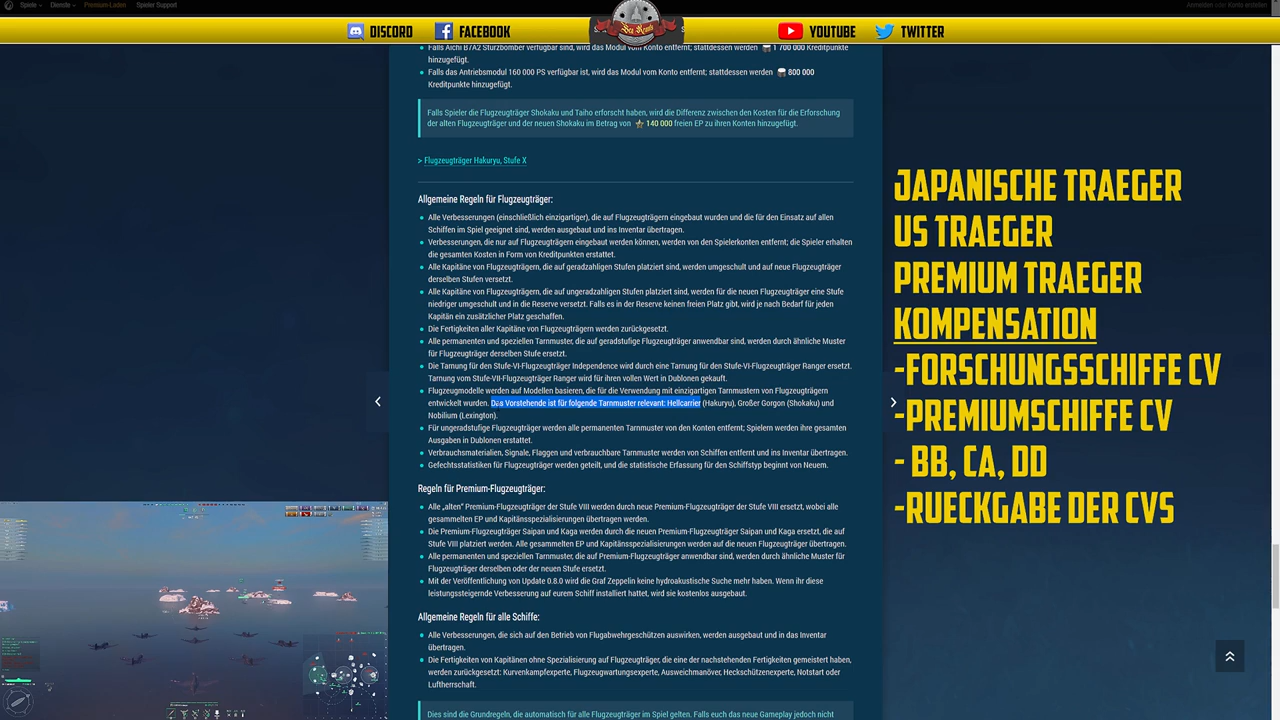 Spiele
Dienste
Premium-Laden
Spieler Support
Anmelden oder Konto erstellen
DISCORD
FACEBOOK
YOUTUBE
TWITTER
Falls Aichi B7A2 Sturzbomber verfügbar sind, wird das Modul vom Konto entfernt; stattdessen werden 1 700 000 Kreditpunkte
hinzugefügt.
Falls das Antriebsmodul 160 000 PS verfügbar ist, wird das Modul vom Konto entfernt; stattdessen werden 800 000
Kreditpunkte hinzugefügt.
Falls Spieler die Flugzeugträger Shokaku und Taiho erforscht haben, wird die Differenz zwischen den Kosten für die Erforschung
der alten Flugzeugträger und der neuen Shokaku im Betrag von 140 000 freien EP zu ihren Konten hinzugefügt.
> Flugzeugträger Hakuryu, Stufe X
Allgemeine Regeln für Flugzeugträger:
Alle Verbesserungen (einschließlich einzigartiger), die auf Flugzeugträgern eingebaut wurden und die für den Einsatz auf allen
Schiffen im Spiel geeignet sind, werden ausgebaut und ins Inventar übertragen.
Verbesserungen, die nur auf Flugzeugträgern eingebaut werden können, werden von den Spielerkonten entfernt; die Spieler erhalten
die gesamten Kosten in Form von Kreditpunkten erstattet.
Alle Kapitäne von Flugzeugträgern, die auf geradzahligen Stufen platziert sind, werden umgeschult und auf neue Flugzeugträger
derselben Stufen versetzt.
Alle Kapitäne von Flugzeugträgern, die auf ungeradzahligen Stufen platziert sind, werden für die neuen Flugzeugträger eine Stufe
niedriger umgeschult und in die Reserve versetzt. Falls es in der Reserve keinen freien Platz gibt, wird je nach Bedarf für jeden
Kapitän ein zusätzlicher Platz geschaffen.
Die Fertigkeiten aller Kapitäne von Flugzeugträgern werden zurückgesetzt.
Alle permanenten und speziellen Tarnmuster, die auf geradstufige Flugzeugträger anwendbar sind, werden durch ähnliche Muster
für Flugzeugträger derselben Stufe ersetzt.
Die Tarnung für den Stufe-VI-Flugzeugträger Independence wird durch eine Tarnung für den Stufe-VI-Flugzeugträger Ranger ersetzt.
Tarnung vom Stufe-VII-Flugzeugträger Ranger wird für ihren vollen Wert in Dublonen gekauft.
Flugzeugmodelle werden auf Modellen basieren, die für die Verwendung mit einzigartigen Tarnmustern von Flugzeugträgern
entwickelt wurden. Das Vorstehende ist für folgende Tarnmuster relevant: Hellcarrier (Hakuryu), Großer Gorgon (Shokaku) und
Nobilium (Lexington).
Für ungeradstufige Flugzeugträger werden alle permanenten Tarnmuster von den Konten entfernt; Spielern werden ihre gesamten
Ausgaben in Dublonen erstattet.
Verbrauchsmaterialien, Signale, Flaggen und verbrauchbare Tarnmuster werden von Schiffen entfernt und ins Inventar übertragen.
Gefechtsstatistiken für Flugzeugträger werden geteilt, und die statistische Erfassung für den Schiffstyp beginnt von Neuem.
Regeln für Premium-Flugzeugträger:
Alle „alten“ Premium-Flugzeugträger der Stufe VIII werden durch neue Premium-Flugzeugträger der Stufe VIII ersetzt, wobei alle
gesammelten EP und Kapitänsspezialisierungen übertragen werden.
Die Premium-Flugzeugträger Saipan und Kaga werden durch die neuen Premium-Flugzeugträger Saipan und Kaga ersetzt, die auf
Stufe VIII platziert werden. Alle gesammelten EP und Kapitänsspezialisierungen werden auf die neuen Flugzeugträger übertragen.
Alle permanenten und speziellen Tarnmuster, die auf Premium-Flugzeugträger anwendbar sind, werden durch ähnliche Muster für
Flugzeugträger derselben oder der neuen Stufe ersetzt.
Mit der Veröffentlichung von Update 0.8.0 wird die Graf Zeppelin keine hydroakustische Suche mehr haben. Wenn ihr diese
leistungssteigernde Verbesserung auf eurem Schiff installiert hattet, wird sie kostenlos ausgebaut.
Allgemeine Regeln für alle Schiffe:
Alle Verbesserungen, die sich auf den Betrieb von Flugabwehrgeschützen auswirken, werden ausgebaut und in das Inventar
übertragen.
Die Fertigkeiten von Kapitänen ohne Spezialisierung auf Flugzeugträger, die eine der nachstehenden Fertigkeiten gemeistert haben,
werden zurückgesetzt: Kurvenkampfexperte, Flugzeugwartungsexperte, Ausweichmanöver, Heckschützenexperte, Notstart oder
Luftherrschaft.
Dies sind die Grundregeln, die automatisch für alle Flugzeugträger im Spiel gelten. Falls euch das neue Gameplay jedoch nicht
JAPANISCHE TRAEGER
US TRAEGER
PREMIUM TRAEGER
KOMPENSATION
-FORSCHUNGSSCHIFFE CV
-PREMIUMSCHIFFE CV
- BB, CA, DD
-RUECKGABE DER CVS